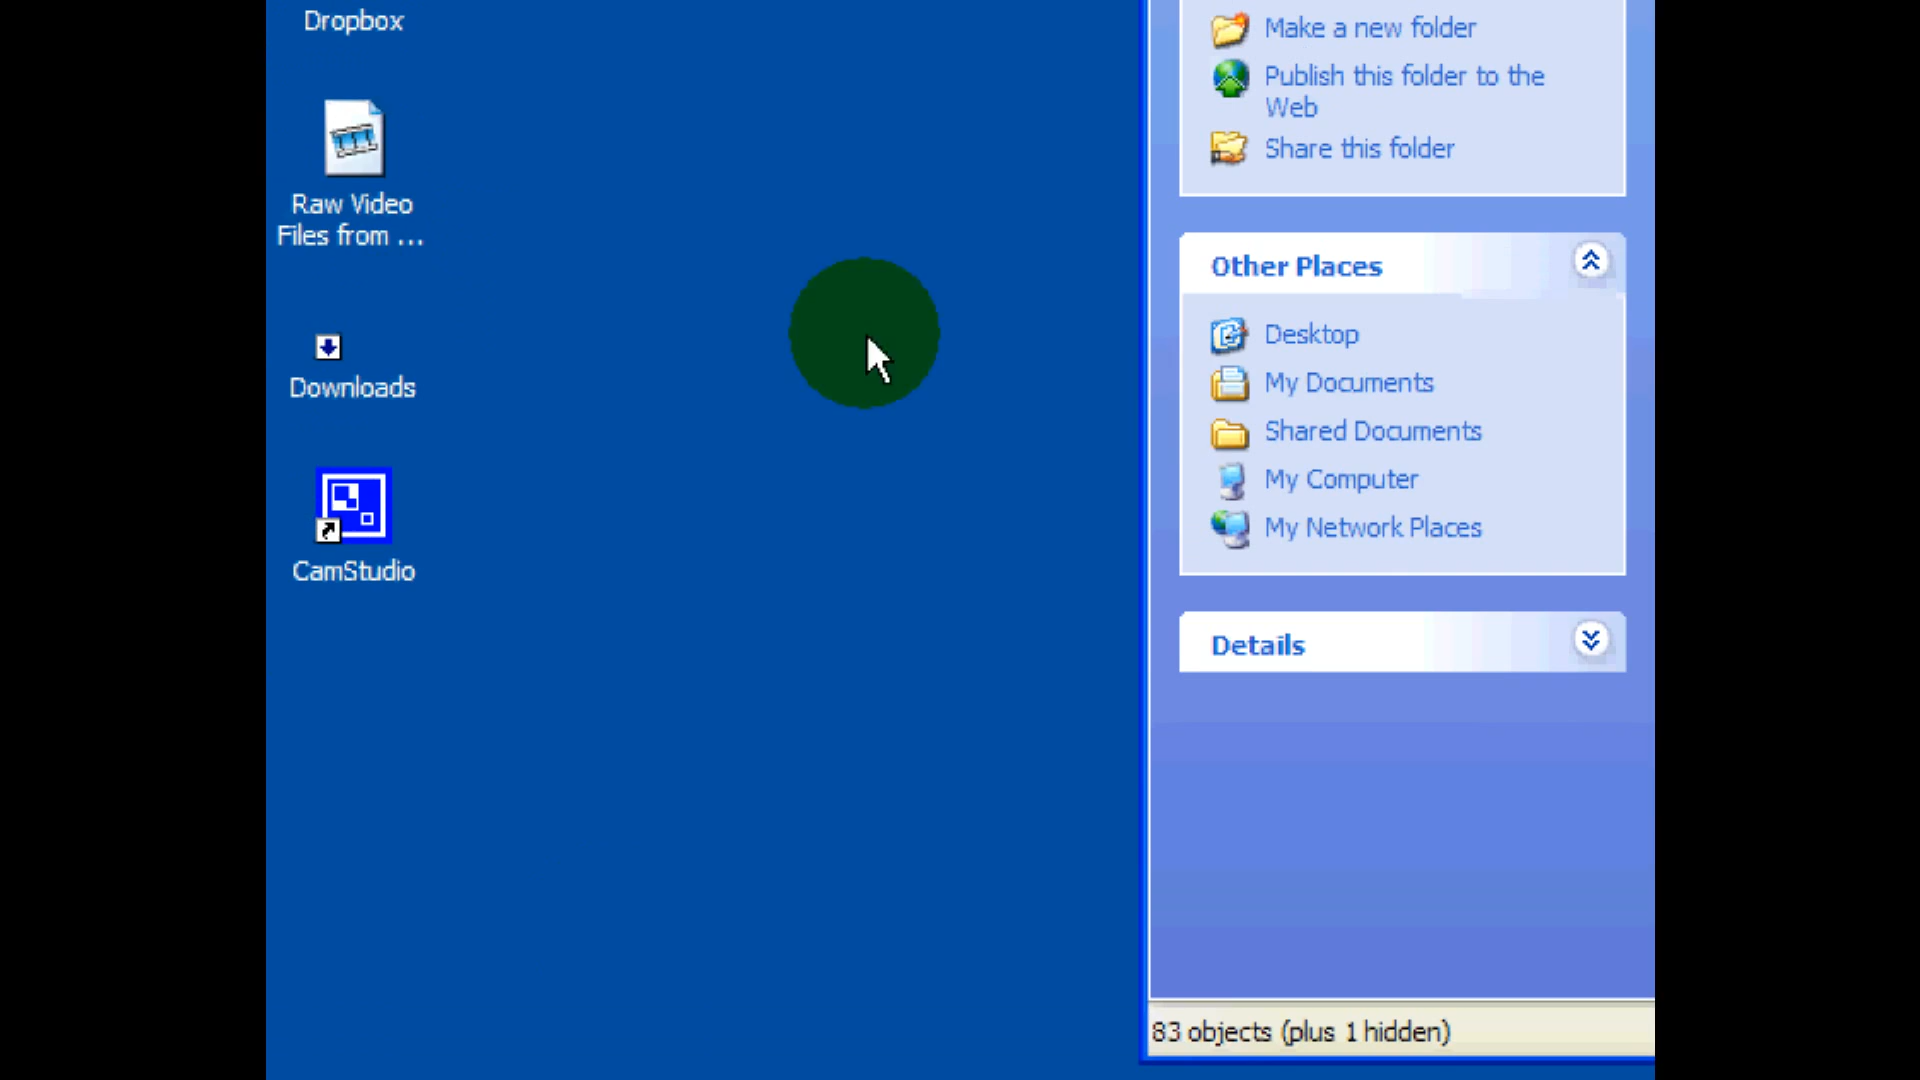 Dropbox
Raw Video
Files from ...
Downloads
CamStudio
Make a new folder
Publish this folder to the
Web
Share this folder
Other Places
Desktop
My Documents
Shared Documents
My Computer
My Network Places
Details
83 objects (plus 1 hidden)